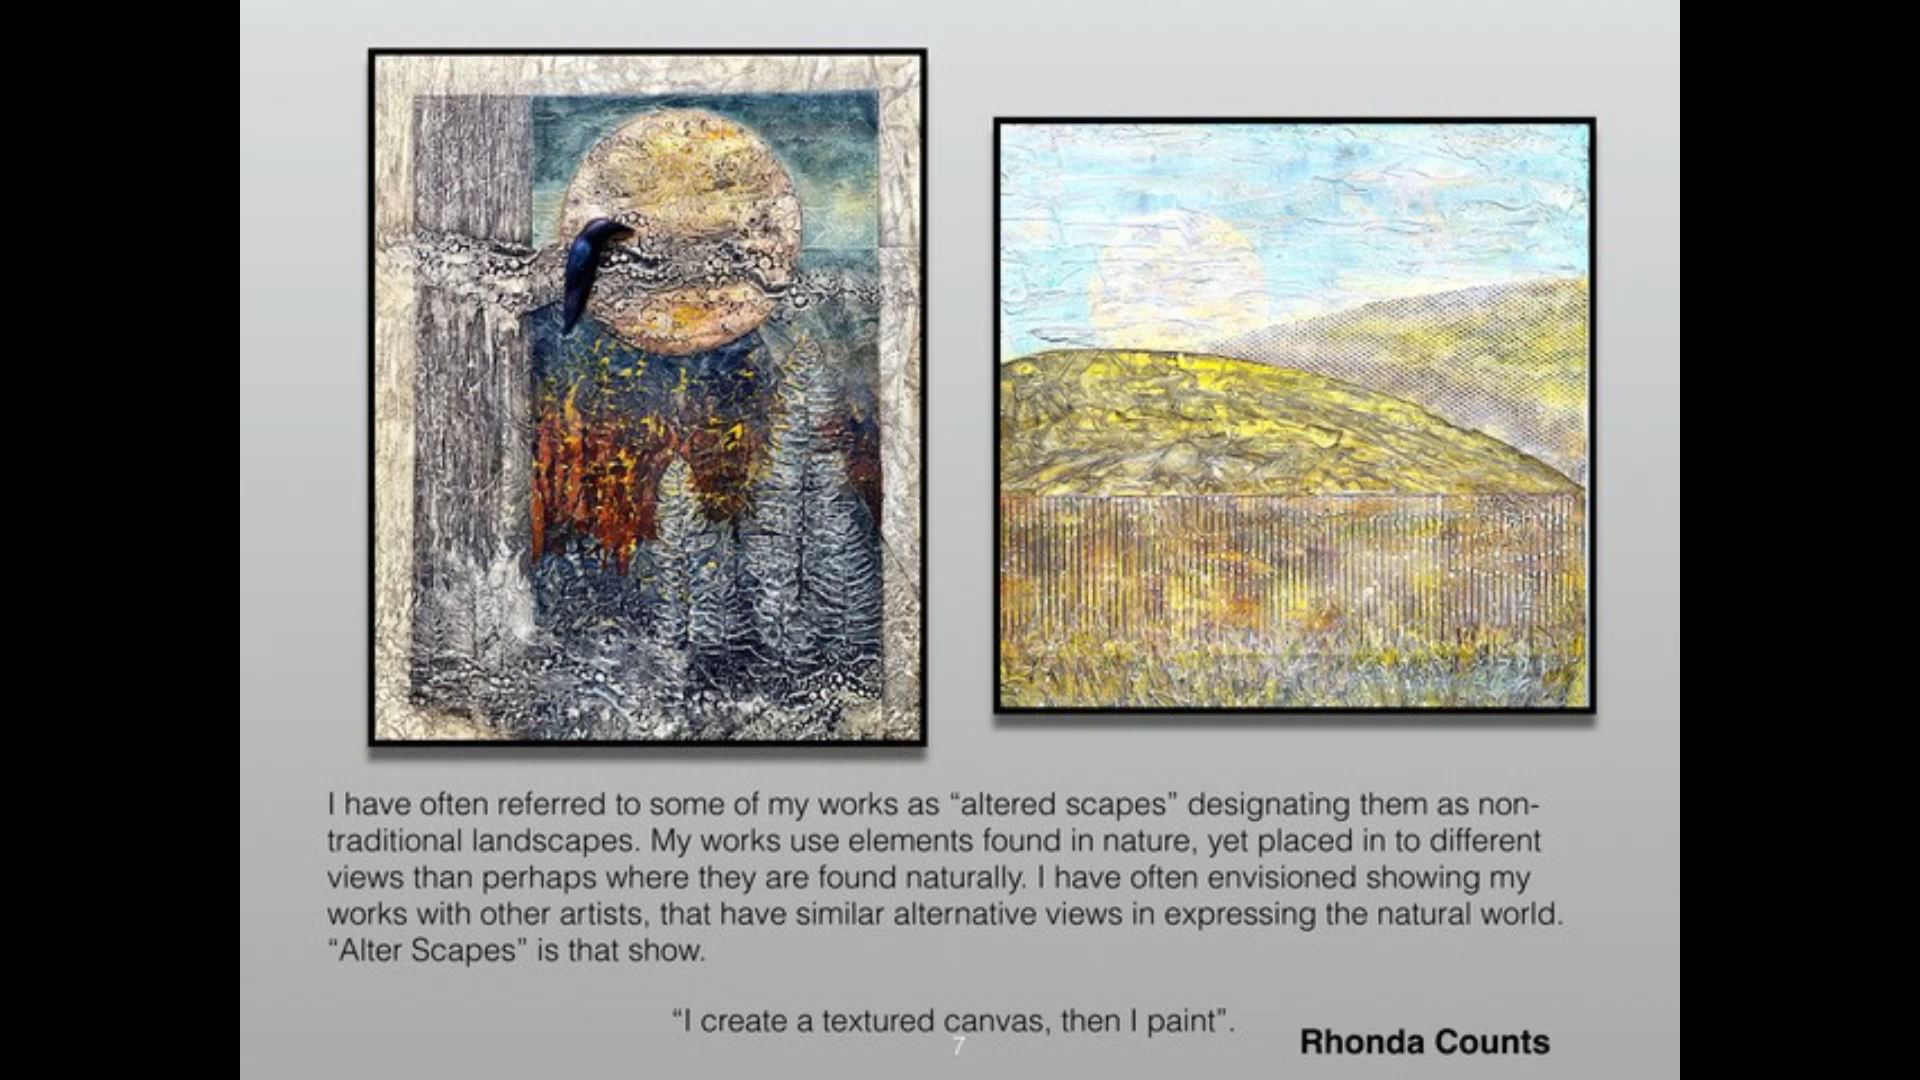 I have often referred to some of my works as “altered scapes” designating them as non-
traditional landscapes. My works use elements found in nature, yet placed in to different
views than perhaps where they are found naturally. I have often envisioned showing my
works with other artists, that have similar alternative views in expressing the natural world.
“Alter Scapes” is that show.
“I create a textured canvas, then I paint”.
7
Rhonda Counts